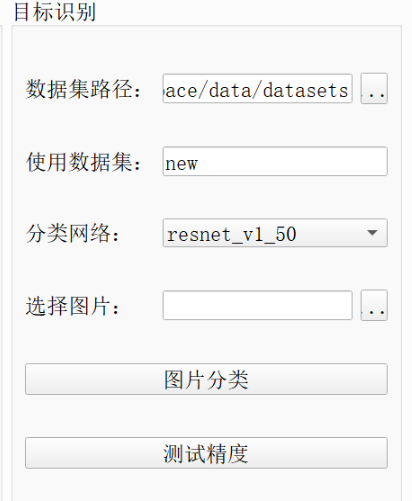 目标识别
数据集路径： ace/data/datasets ...
使用数据集： new
分类网络： resnet_v1_50
选择图片： ...
图片分类
测试精度